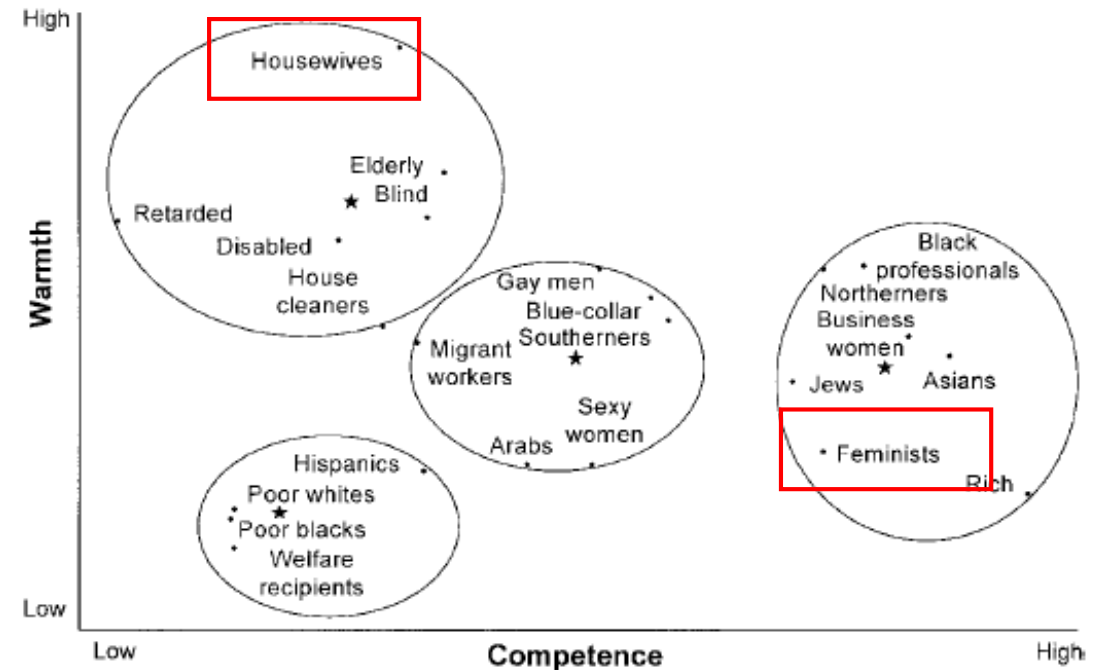 High
Housewives
Elderly
Blind
Retarded
Disabled
House
cleaners
Warmth
Gay men
Blue-collar
Southerners
Migrant
workers
Sexy
women
Arabs
Black
professionals
Northerners
Business
women
Jews
Asians
Feminists
Rich
Hispanics
Poor whites
Poor blacks
Welfare
recipients
Low
Low
Competence
High